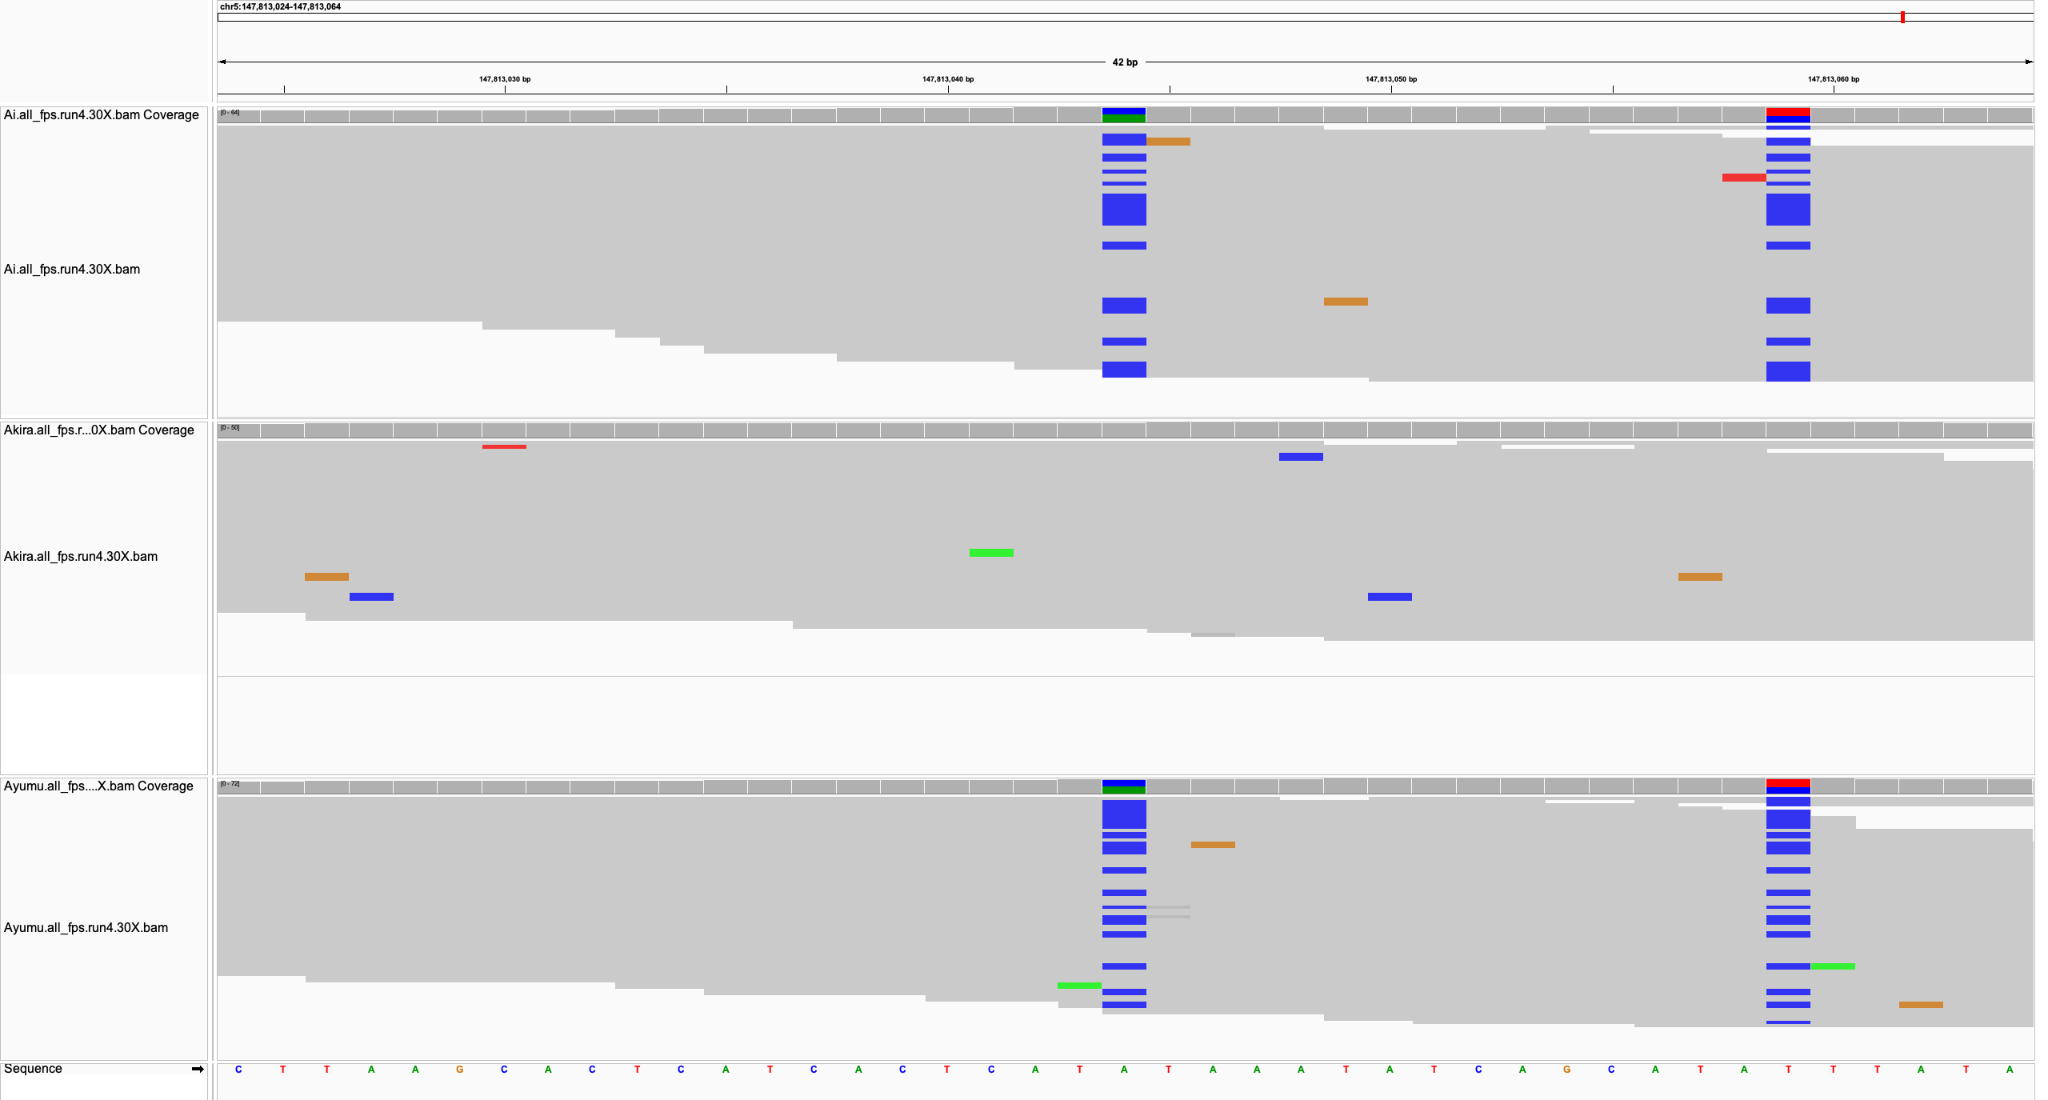 chr5:147,813,024-147,813,064
42 bp
147,813,030 bp 147,813,040 bp 147,813,050 bp 147,813,060 bp
Ai.all_fps.run4.30X.bam Coverage
[0 - 64]
Ai.all_fps.run4.30X.bam
Akira.all_fps.r...0X.bam Coverage
[0 - 50]
Akira.all_fps.run4.30X.bam
Ayumu.all_fps....X.bam Coverage
[0 - 72]
Ayumu.all_fps.run4.30X.bam
Sequence C T T A A G C A C T C A T C A C T C A T A T A A A T A T C A G C A T A T T T A T A